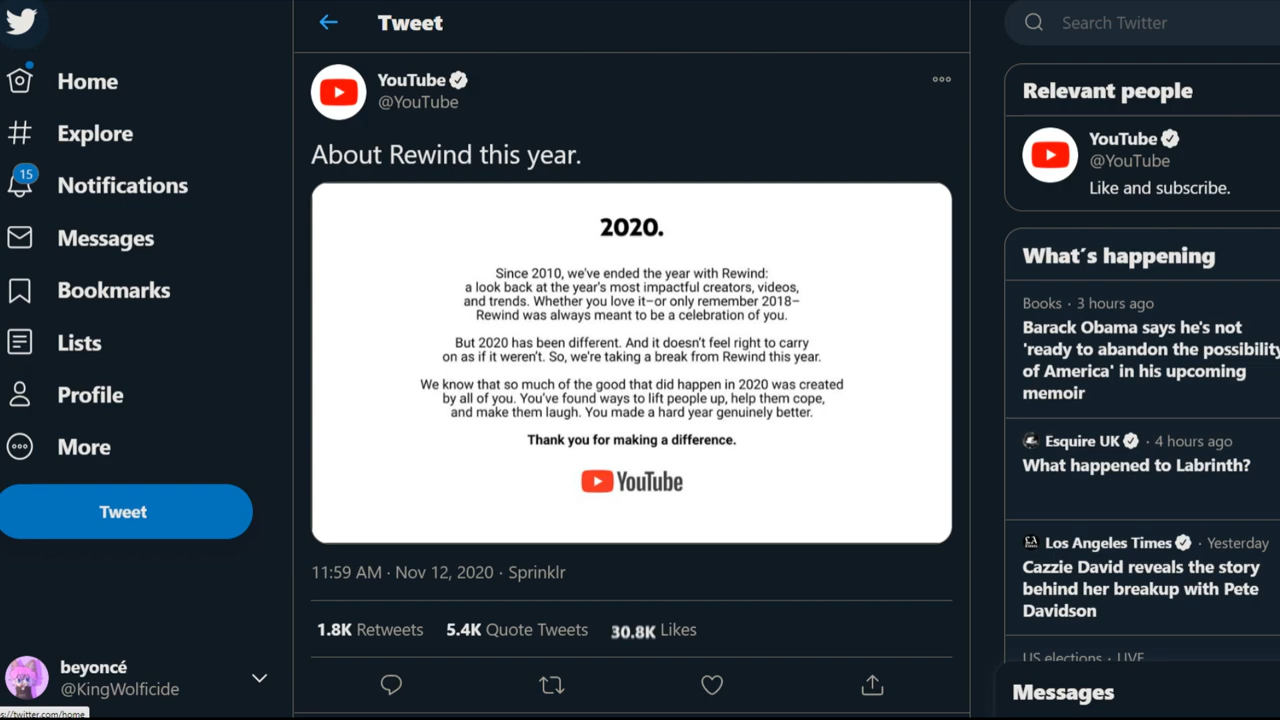 Home
Explore
15
Notifications
Messages
Bookmarks
Lists
Profile
More
Tweet
beyoncé
@KingWolficide
s://twitter.com/home
Tweet
YouTube
@YouTube
About Rewind this year.
2020.
Since 2010, we've ended the year with Rewind:
a look back at the year's most impactful creators, videos,
and trends. Whether you love it–or only remember 2018–
Rewind was always meant to be a celebration of you.
But 2020 has been different. And it doesn't feel right to carry
on as if it weren't. So, we're taking a break from Rewind this year.
We know that so much of the good that did happen in 2020 was created
by all of you. You've found ways to lift people up, help them cope,
and make them laugh. You made a hard year genuinely better.
Thank you for making a difference.
YouTube
11:59 AM · Nov 12, 2020 · Sprinklr
1.8K Retweets 5.4K Quote Tweets 30.8K Likes
Search Twitter
Relevant people
YouTube
@YouTube
Like and subscribe.
What's happening
Books · 3 hours ago
Barack Obama says he's not
'ready to abandon the possibility
of America' in his upcoming
memoir
Esquire UK · 4 hours ago
What happened to Labrinth?
Los Angeles Times · Yesterday
Cazzie David reveals the story
behind her breakup with Pete
Davidson
US elections · LIVE
Messages